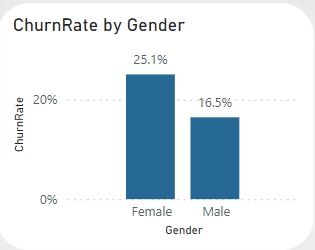 ChurnRate by Gender
25.1%
16.5%
20%
0%
ChurnRate
Female Male
Gender